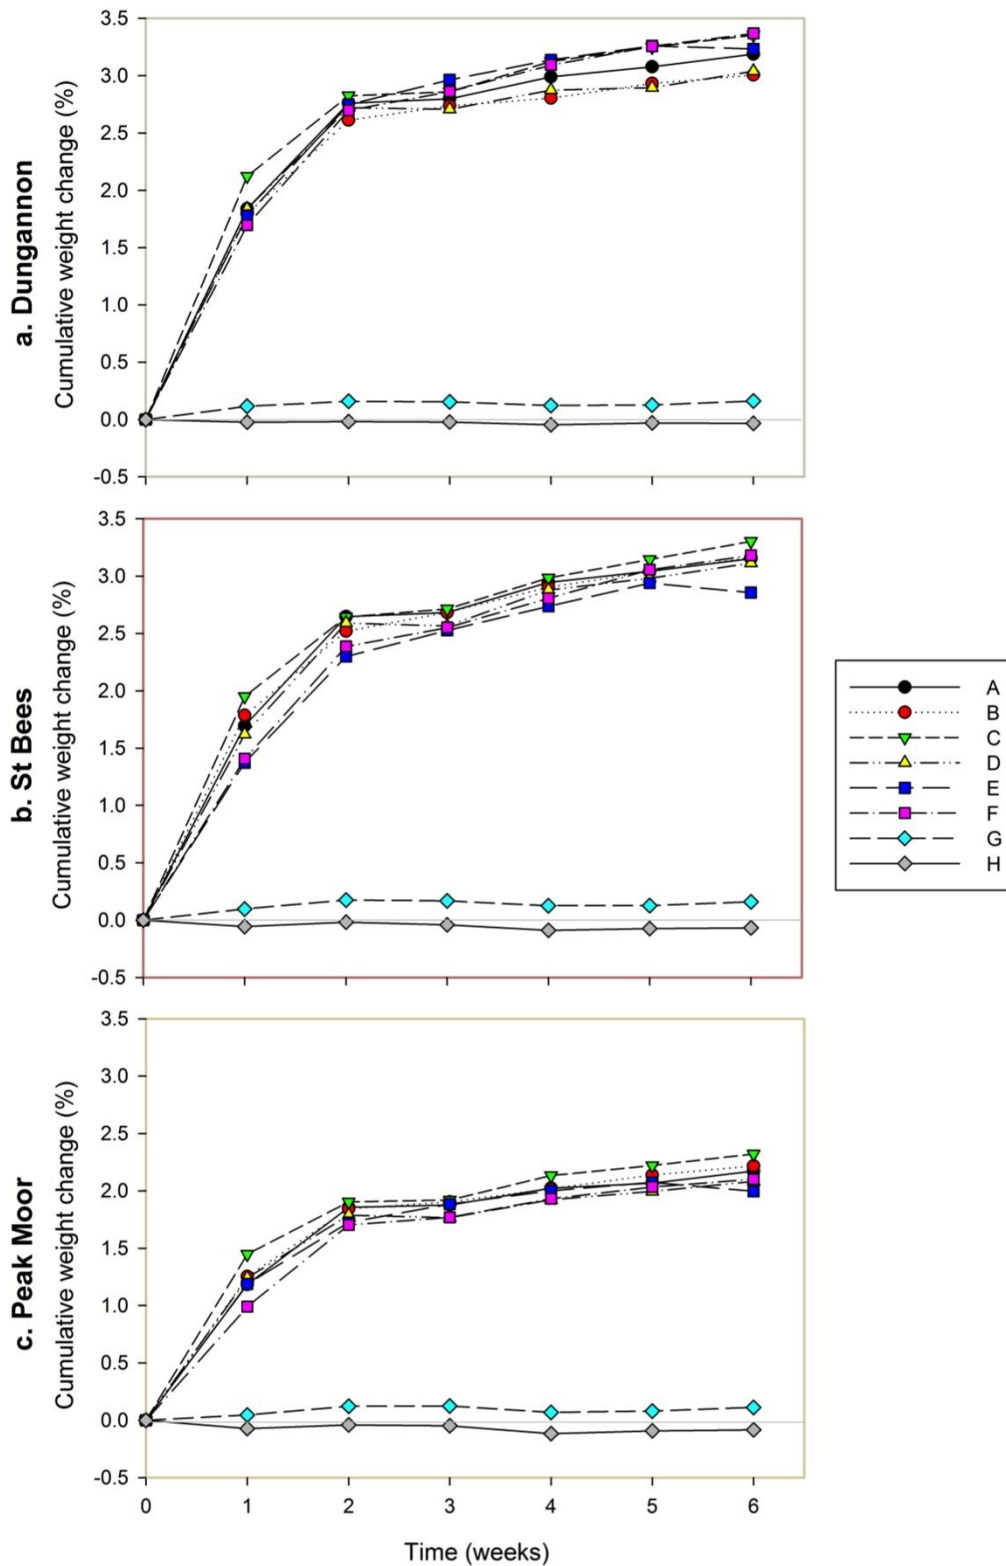 a. Dungannon
Cumulative weight change (%)
3.5
3.0
2.5
2.0
1.5
1.0
0.5
0.0
-0.5
b. St Bees
Cumulative weight change (%)
3.5
3.0
2.5
2.0
1.5
1.0
0.5
0.0
-0.5
A
B
C
D
E
F
G
H
c. Peak Moor
Cumulative weight change (%)
3.5
3.0
2.5
2.0
1.5
1.0
0.5
0.0
-0.5
0 1 2 3 4 5 6
Time (weeks)